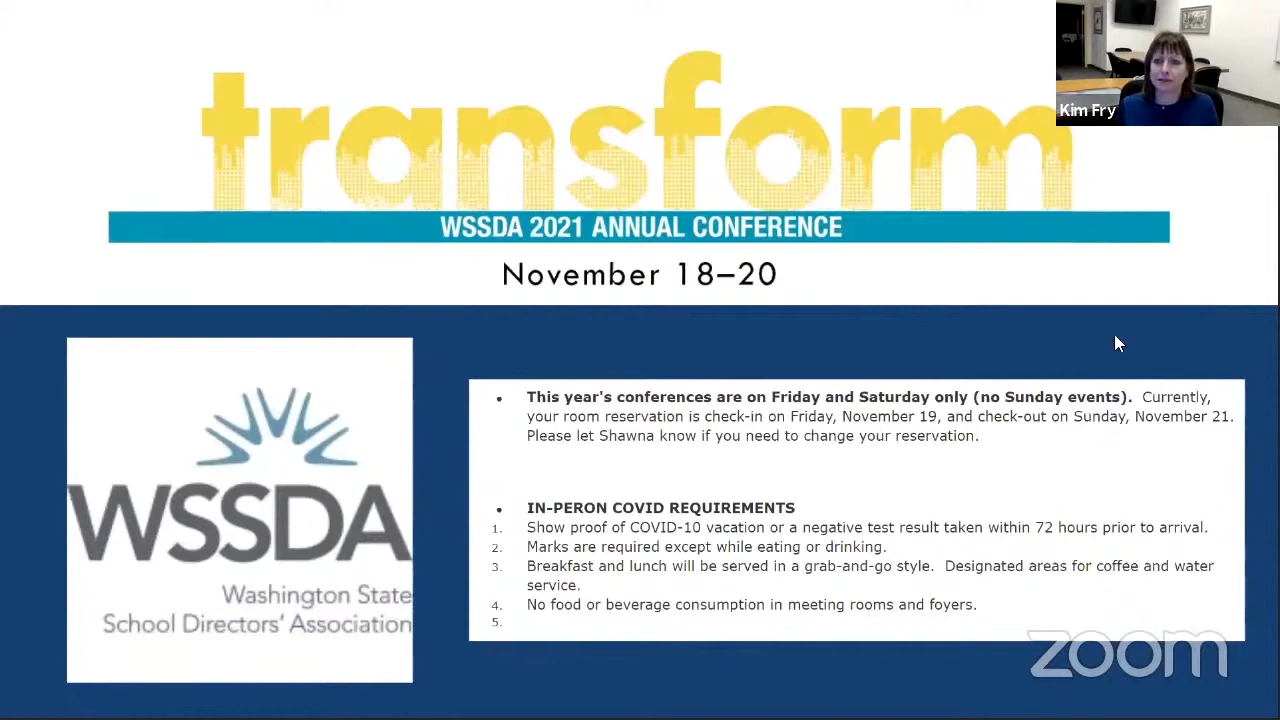 transform
Kim Fry
WSSDA 2021 ANNUAL CONFERENCE
November 18–20
WSSDA
Washington State
School Directors' Association
• This year's conferences are on Friday and Saturday only (no Sunday events). Currently,
your room reservation is check-in on Friday, November 19, and check-out on Sunday, November 21.
Please let Shawna know if you need to change your reservation.
• IN-PERON COVID REQUIREMENTS
1. Show proof of COVID-10 vacation or a negative test result taken within 72 hours prior to arrival.
2. Marks are required except while eating or drinking.
3. Breakfast and lunch will be served in a grab-and-go style. Designated areas for coffee and water
service.
4. No food or beverage consumption in meeting rooms and foyers.
5.
zoom